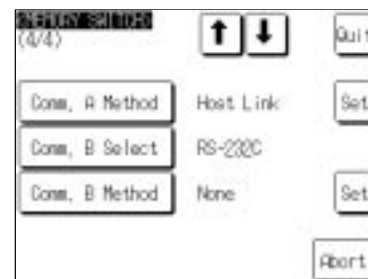 (MEMORY SWITCH)
(4/4)
Quit
Comm. A Method Host Link Set
Comm. B Select RS-232C
Comm. B Method None Set
Abort